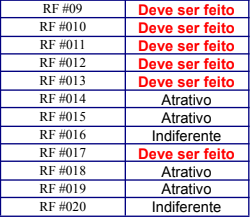 RF #09 Deve ser feito
RF #010 Deve ser feito
RF #011 Deve ser feito
RF #012 Deve ser feito
RF #013 Deve ser feito
RF #014 Atrativo
RF #015 Atrativo
RF #016 Indiferente
RF #017 Deve ser feito
RF #018 Atrativo
RF #019 Atrativo
RF #020 Indiferente